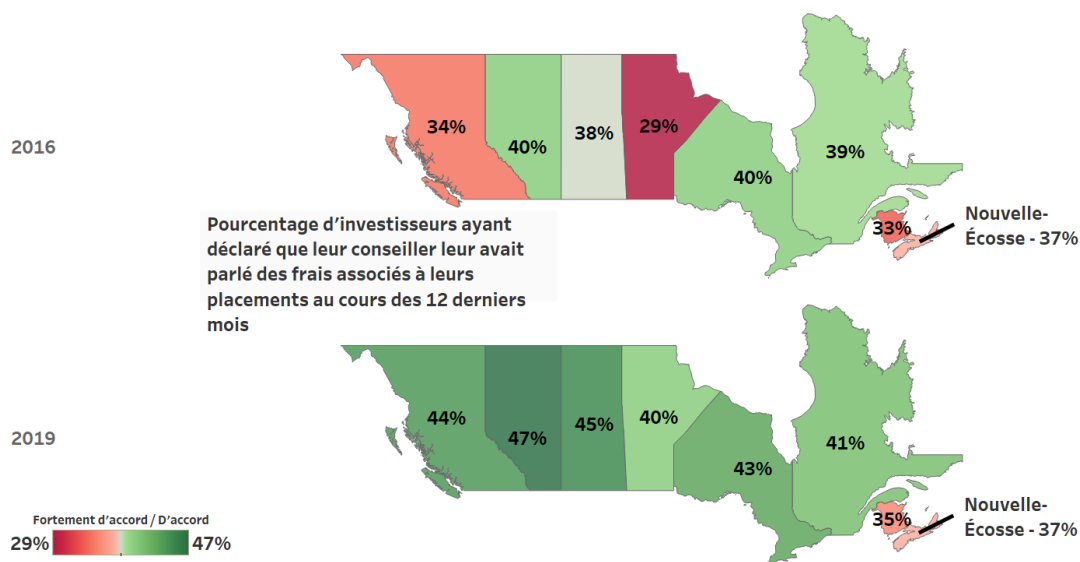 2016
34%
40%
38%
29%
40%
39%
33%
Nouvelle-
Écosse - 37%
Pourcentage d’investisseurs ayant
déclaré que leur conseiller leur avait
parlé des frais associés à leurs
placements au cours des 12 derniers
mois
2019
44%
47%
45%
40%
43%
41%
35%
Nouvelle-
Écosse - 37%
Fortement d’accord / D’accord
29%
47%